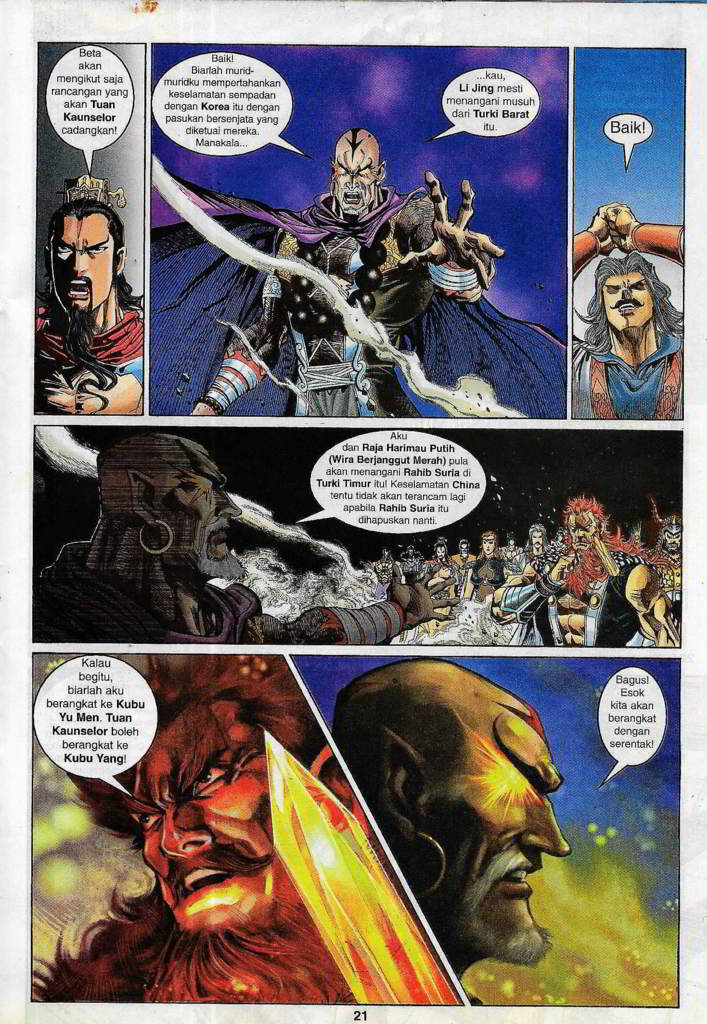 Beta
akan
mengikut saja
rancangan yang
akan Tuan
Kaunselor
cadangkan!
Baik!
Biarlah murid-
muridku mempertahankan
keselamatan sempadan
dengan Korea itu dengan
pasukan bersenjata yang
diketuai mereka.
Manakala...
...kau,
Li Jing mesti
menangani musuh
dari Turki Barat
itu.
Baik!
Aku
dan Raja Harimau Putih
(Wira Berjanggut Merah) pula
akan menangani Rahib Suria di
Turki Timur itu! Keselamatan China
tentu tidak akan terancam lagi
apabila Rahib Suria itu
dihapuskan nanti.
Kalau
begitu,
biarlah aku
berangkat ke Kubu
Yu Men. Tuan
Kaunselor boleh
berangkat ke
Kubu Yang!
Bagus!
Esok
kita akan
berangkat
dengan
serentak!
21